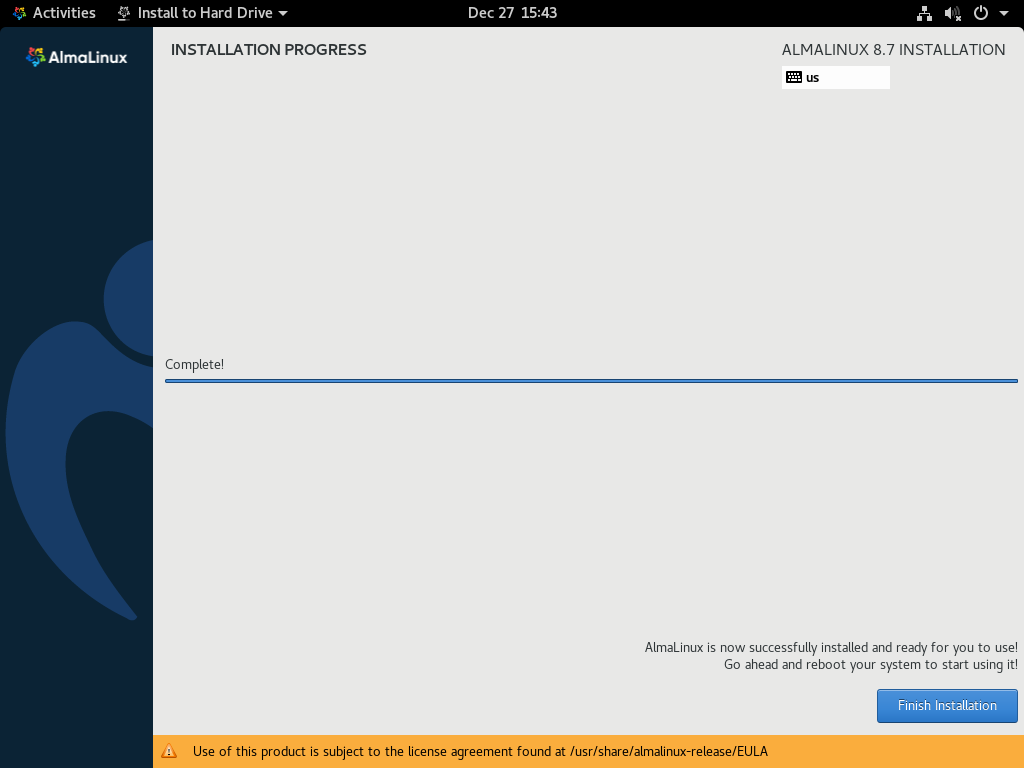 Activities Install to Hard Drive Dec 27 15:43
AlmaLinux
INSTALLATION PROGRESS
ALMALINUX 8.7 INSTALLATION
us
Complete!
AlmaLinux is now successfully installed and ready for you to use!
Go ahead and reboot your system to start using it!
Finish Installation
Use of this product is subject to the license agreement found at /usr/share/almalinux-release/EULA